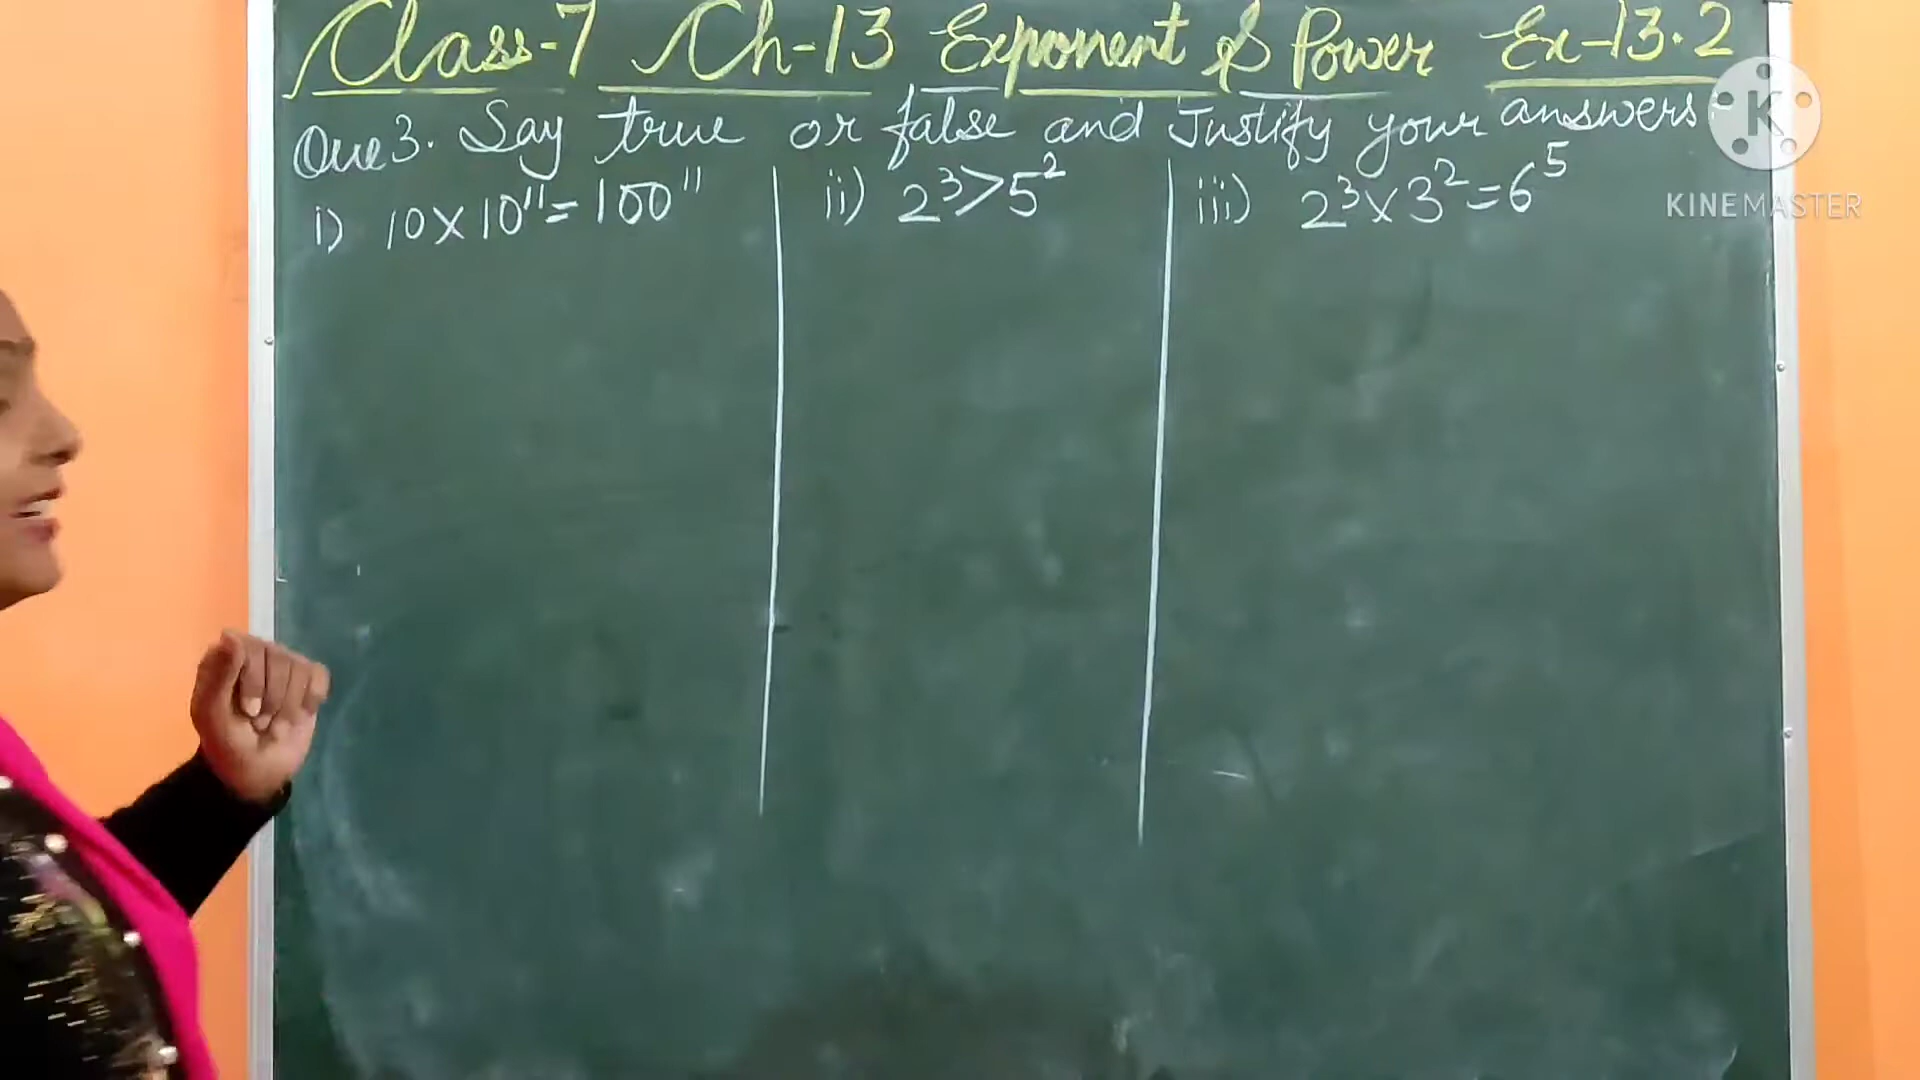 Class-7 Ch-13 Exponent & Power Ex-13.2
Que 3. Say true or false and Justify your answers:-
i) 10×10¹¹=100¹¹ ii) 2³>5² iii) 2³×3²=6⁵
K
KINEMASTER